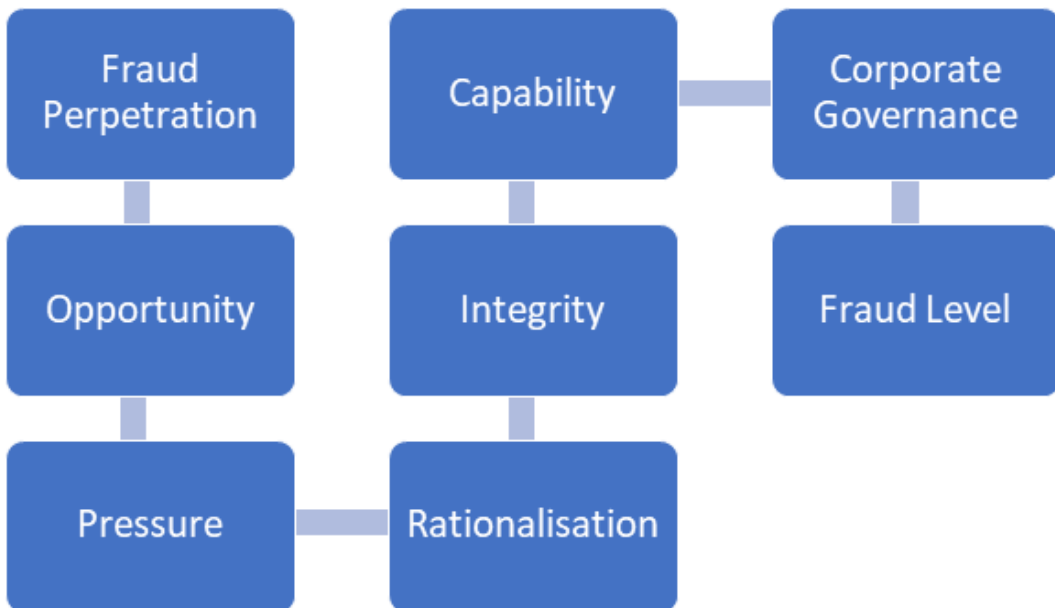 Fraud
Perpetration
Opportunity
Pressure
Rationalisation
Integrity
Capability
Corporate
Governance
Fraud Level